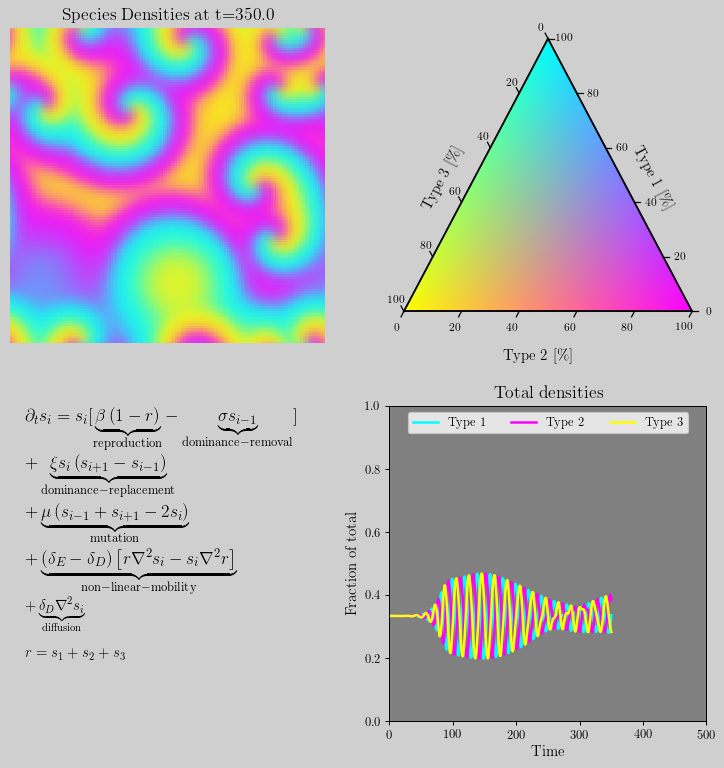 Species Densities at t=350.0
0
100
20
80
40
60
Type 3 [%]
Type 1 [%]
60
40
80
20
100
0
0 20 40 60 80 100
Type 2 [%]
∂ₜsᵢ = sᵢ[β (1 − r) − σsᵢ₋₁ ]
reproduction dominance−removal
+ ξsᵢ (sᵢ₊₁ − sᵢ₋₁)
dominance−replacement
+ μ (sᵢ₋₁ + sᵢ₊₁ − 2sᵢ)
mutation
+ (δ_E − δ_D) [r∇²sᵢ − sᵢ∇²r]
non−linear−mobility
+ δ_D∇²sᵢ
diffusion
r = s₁ + s₂ + s₃
Total densities
Type 1 Type 2 Type 3
1.0
0.8
0.6
0.4
0.2
0.0
Fraction of total
0 100 200 300 400 500
Time